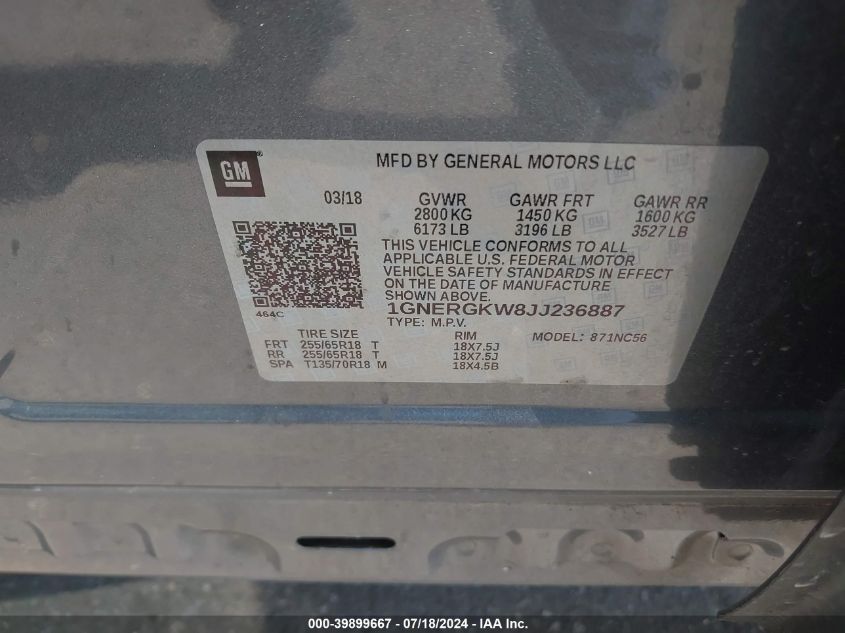 GM®
MFD BY GENERAL MOTORS LLC
03/18 GVWR GAWR FRT GAWR RR
2800 KG 1450 KG 1600 KG
6173 LB 3196 LB 3527 LB
THIS VEHICLE CONFORMS TO ALL
APPLICABLE U.S. FEDERAL MOTOR
VEHICLE SAFETY STANDARDS IN EFFECT
ON THE DATE OF MANUFACTURE
SHOWN ABOVE.
1GNERGKW8JJ236887
464C
TYPE: M.P.V. MODEL: 871NC56
TIRE SIZE RIM
FRT 255/65R18 T 18X7.5J
RR 255/65R18 T 18X7.5J
SPA T135/70R18 M 18X4.5B
000-39899667 - 07/18/2024 - IAA Inc.